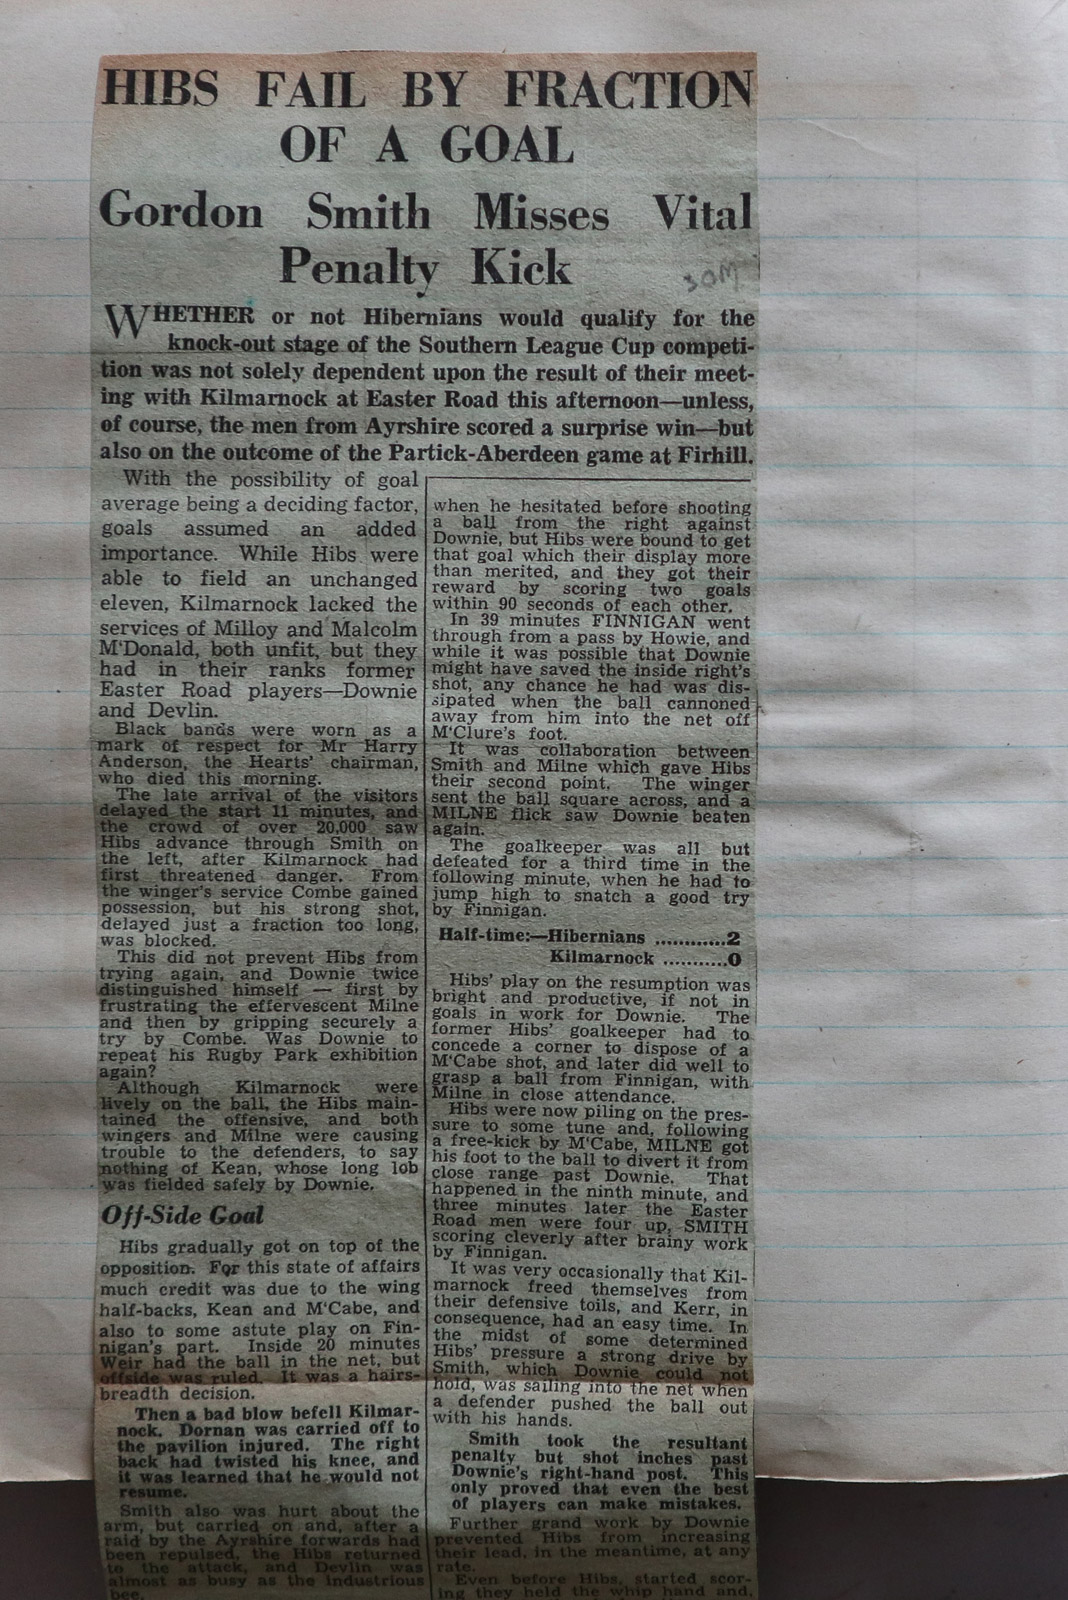 HIBS FAIL BY FRACTION
OF A GOAL
Gordon Smith Misses Vital
Penalty Kick
30M
WHETHER or not Hibernians would qualify for the
knock-out stage of the Southern League Cup competi-
tion was not solely dependent upon the result of their meet-
ing with Kilmarnock at Easter Road this afternoon—unless,
of course, the men from Ayrshire scored a surprise win—but
also on the outcome of the Partick-Aberdeen game at Firhill.
With the possibility of goal
average being a deciding factor,
goals assumed an added
importance. While Hibs were
able to field an unchanged
eleven, Kilmarnock lacked the
services of Milloy and Malcolm
M'Donald, both unfit, but they
had in their ranks former
Easter Road players—Downie
and Devlin.
Black bands were worn as a
mark of respect for Mr Harry
Anderson, the Hearts' chairman,
who died this morning.
The late arrival of the visitors
delayed the start 11 minutes, and
the crowd of over 20,000 saw
Hibs advance through Smith on
the left, after Kilmarnock had
first threatened danger. From
the winger's service Combe gained
possession, but his strong shot,
delayed just a fraction too long,
was blocked.
This did not prevent Hibs from
trying again, and Downie twice
distinguished himself — first by
frustrating the effervescent Milne
and then by gripping securely a
try by Combe. Was Downie to
repeat his Rugby Park exhibition
again?
Although Kilmarnock were
lively on the ball, the Hibs main-
tained the offensive, and both
wingers and Milne were causing
trouble to the defenders, to say
nothing of Kean, whose long lob
was fielded safely by Downie.
Off-Side Goal
Hibs gradually got on top of the
opposition. For this state of affairs
much credit was due to the wing
half-backs, Kean and M'Cabe, and
also to some astute play on Fin-
nigan's part. Inside 20 minutes
Weir had the ball in the net, but
offside was ruled. It was a hairs-
breadth decision.
Then a bad blow befell Kilmar-
nock. Dornan was carried off to
the pavilion injured. The right
back had twisted his knee, and
it was learned that he would not
resume.
Smith also was hurt about the
arm, but carried on and, after a
raid by the Ayrshire forwards had
been repulsed, the Hibs returned
to the attack, and Devlin was
almost as busy as the industrious
bee.
when he hesitated before shooting
a ball from the right against
Downie, but Hibs were bound to get
that goal which their display more
than merited, and they got their
reward by scoring two goals
within 90 seconds of each other.
In 39 minutes FINNIGAN went
through from a pass by Howie, and
while it was possible that Downie
might have saved the inside right's
shot, any chance he had was dis-
sipated when the ball cannoned
away from him into the net off
M'Clure's foot.
It was collaboration between
Smith and Milne which gave Hibs
their second point. The winger
sent the ball square across, and a
MILNE flick saw Downie beaten
again.
The goalkeeper was all but
defeated for a third time in the
following minute, when he had to
jump high to snatch a good try
by Finnigan.
Half-time:—Hibernians ............2
Kilmarnock ...........0
Hibs' play on the resumption was
bright and productive, if not in
goals in work for Downie. The
former Hibs' goalkeeper had to
concede a corner to dispose of a
M'Cabe shot, and later did well to
grasp a ball from Finnigan, with
Milne in close attendance.
Hibs were now piling on the pres-
sure to some tune and, following
a free-kick by M'Cabe, MILNE got
his foot to the ball to divert it from
close range past Downie. That
happened in the ninth minute, and
three minutes later the Easter
Road men were four up, SMITH
scoring cleverly after brainy work
by Finnigan.
It was very occasionally that Kil-
marnock freed themselves from
their defensive toils, and Kerr, in
consequence, had an easy time. In
the midst of some determined
Hibs' pressure a strong drive by
Smith, which Downie could not
hold, was sailing into the net when
a defender pushed the ball out
with his hands.
Smith took the resultant
penalty but shot inches past
Downie's right-hand post. This
only proved that even the best
of players can make mistakes.
Further grand work by Downie
prevented Hibs from increasing
their lead, in the meantime, at any
rate.
Even before Hibs, started scor-
ing they held the whip hand and,